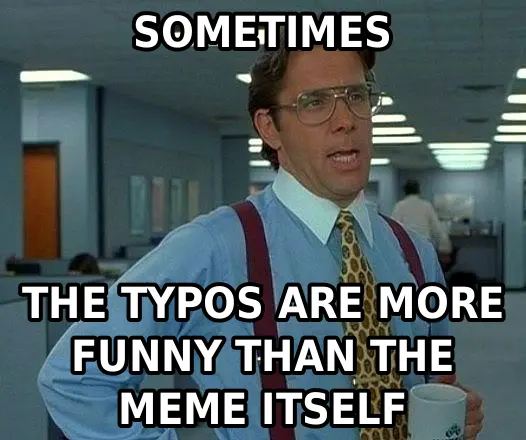 SOMETIMES
THE TYPOS ARE MORE
FUNNY THAN THE
MEME ITSELF